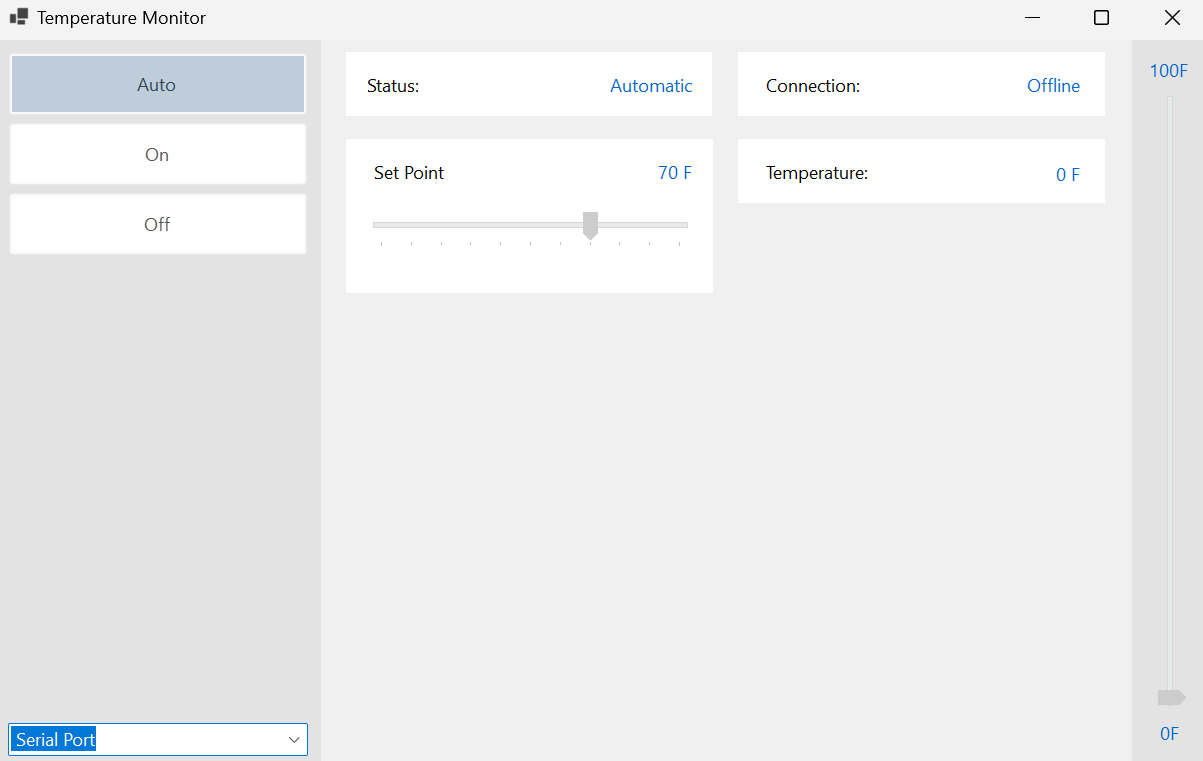 Temperature Monitor
Auto
On
Off
Serial Port
Status: Automatic
Set Point 70 F
Connection: Offline
Temperature: 0 F
100F
0F